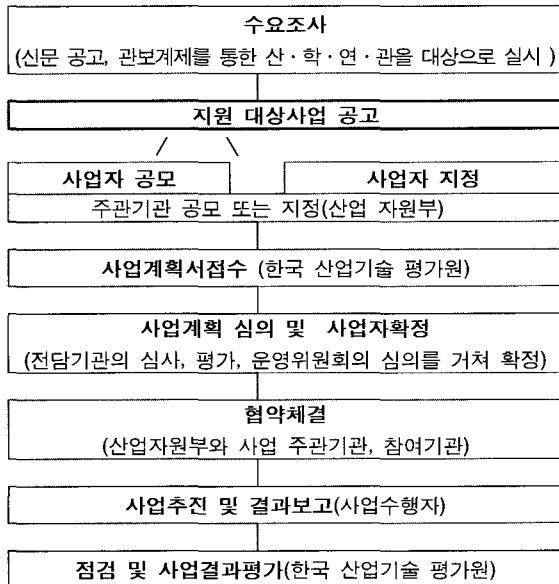 수요조사
(신문 공고, 관보계제를 통한 산·학·연·관올 대상으로 실시 )
지원 대상사업 공고
사업자 공모
사업자 지정
주관기관 공모 또는 지정(산업 자원부)
사업계획서접수 (한국 산업기술 평가원)
사업계획 심의 및 사업자확정
(전담기관의 심사, 평가, 운영위원회의 심의를 거쳐 확정)
협약체결
(산업자원부와 사업 주관기관, 참여기관)
사업추진 및 결과보고(사업수행자)
점검 및 사업결과평가(한국 산업기술 평가원)